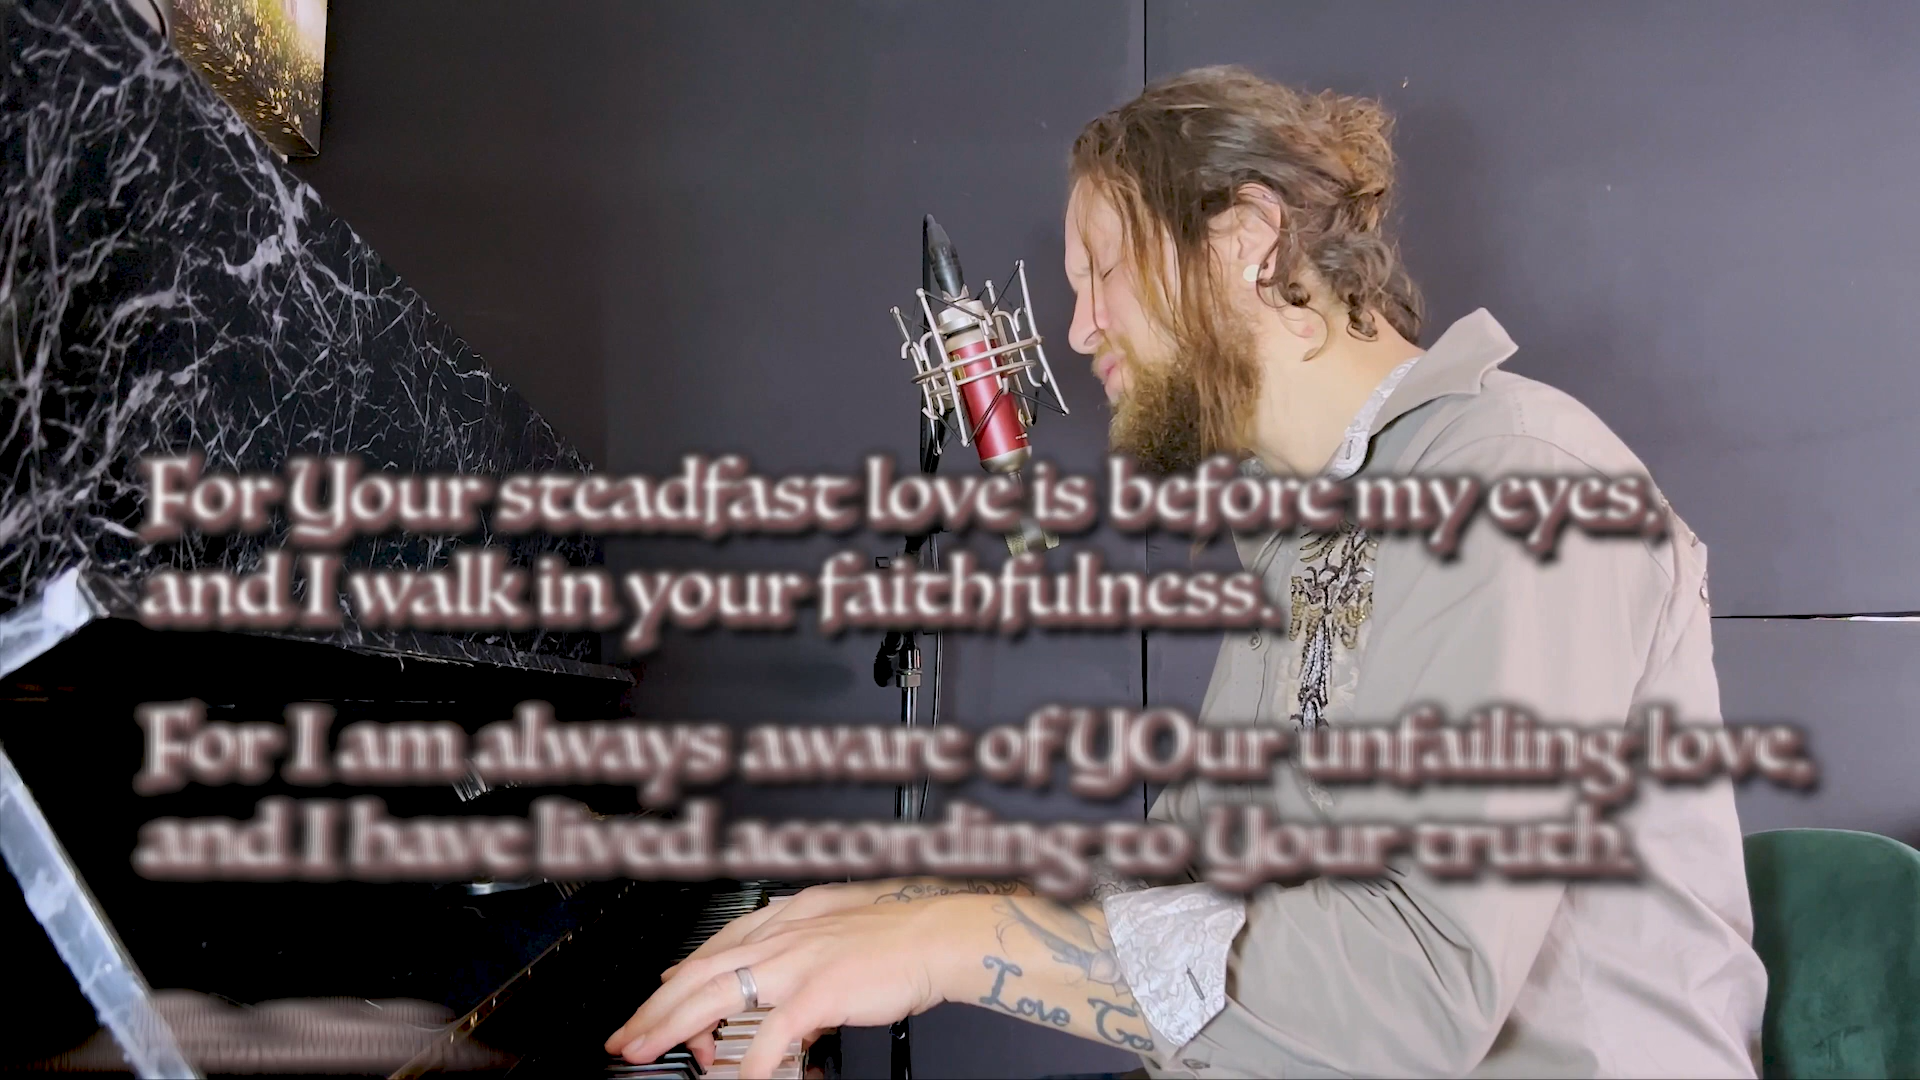 For Your steadfast love is before my eyes,
and I walk in your faithfulness.
For I am always aware of YOur unfailing love,
and I have lived according to Your truth.
Love